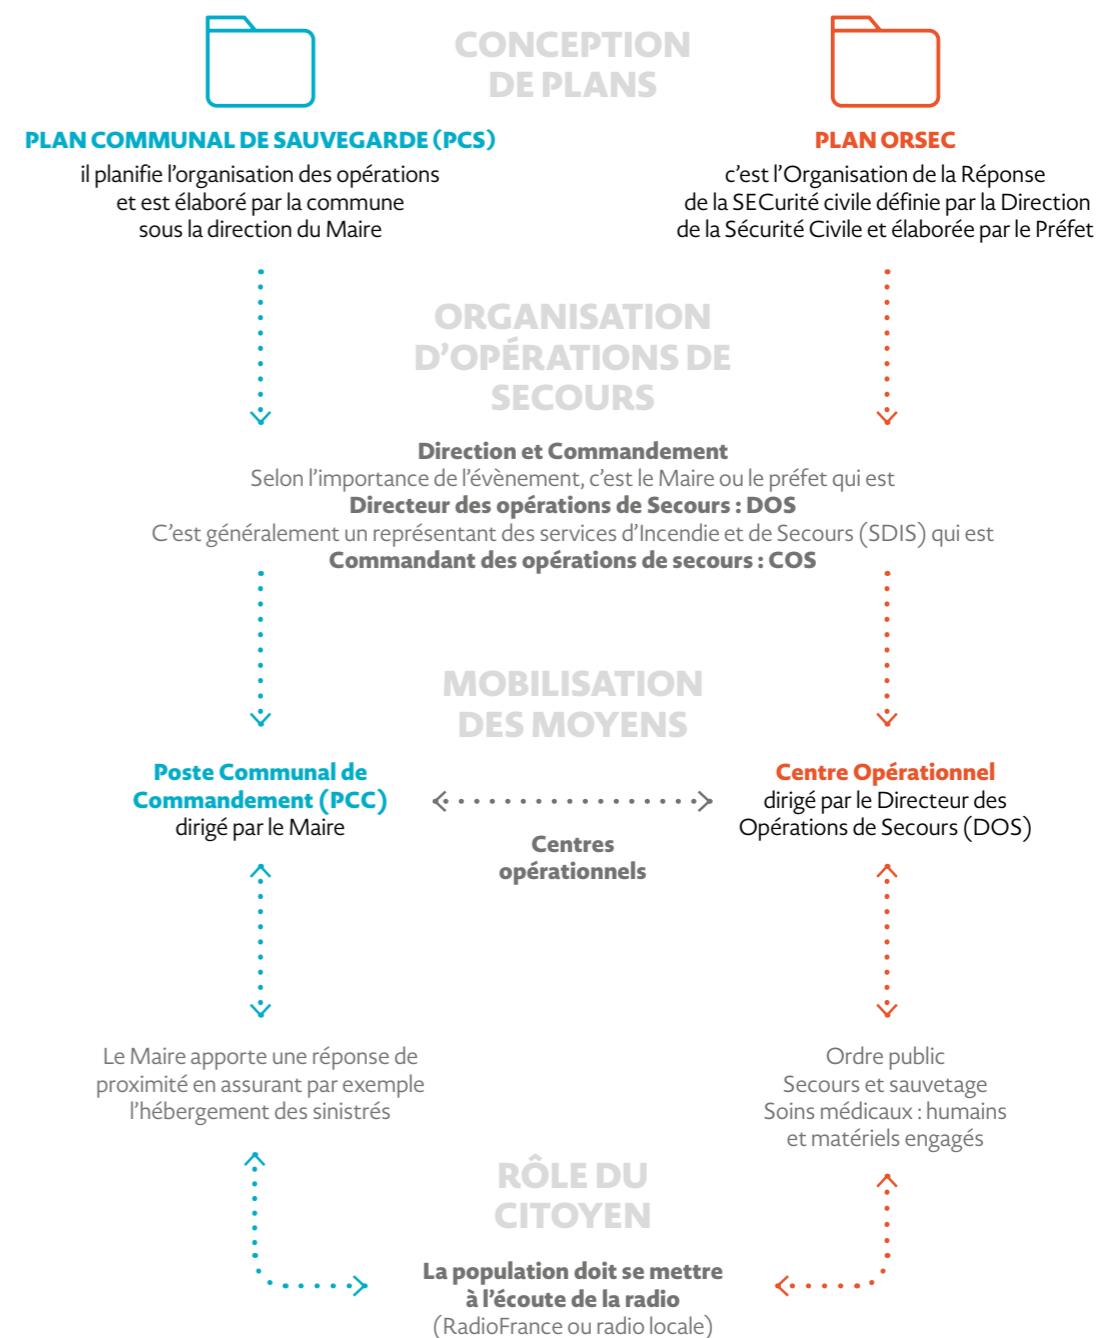 CONCEPTION
DE PLANS
PLAN COMMUNAL DE SAUVEGARDE (PCS)
il planifie l'organisation des opérations
et est élaboré par la commune
sous la direction du Maire
PLAN ORSEC
c'est l'Organisation de la Réponse
de la SECurité civile définie par la Direction
de la Sécurité Civile et élaborée par le Préfet
ORGANISATION
D'OPÉRATIONS DE
SECOURS
Direction et Commandement
Selon l'importance de l'évènement, c'est le Maire ou le préfet qui est
Directeur des opérations de Secours : DOS
C'est généralement un représentant des services d'Incendie et de Secours (SDIS) qui est
Commandant des opérations de secours : COS
MOBILISATION
DES MOYENS
Poste Communal de
Commandement (PCC)
dirigé par le Maire
Centres
opérationnels
Centre Opérationnel
dirigé par le Directeur des
Opérations de Secours (DOS)
Le Maire apporte une réponse de
proximité en assurant par exemple
l'hébergement des sinistrés
Ordre public
Secours et sauvetage
Soins médicaux : humains
et matériels engagés
RÔLE DU
CITOYEN
La population doit se mettre
à l'écoute de la radio
(RadioFrance ou radio locale)